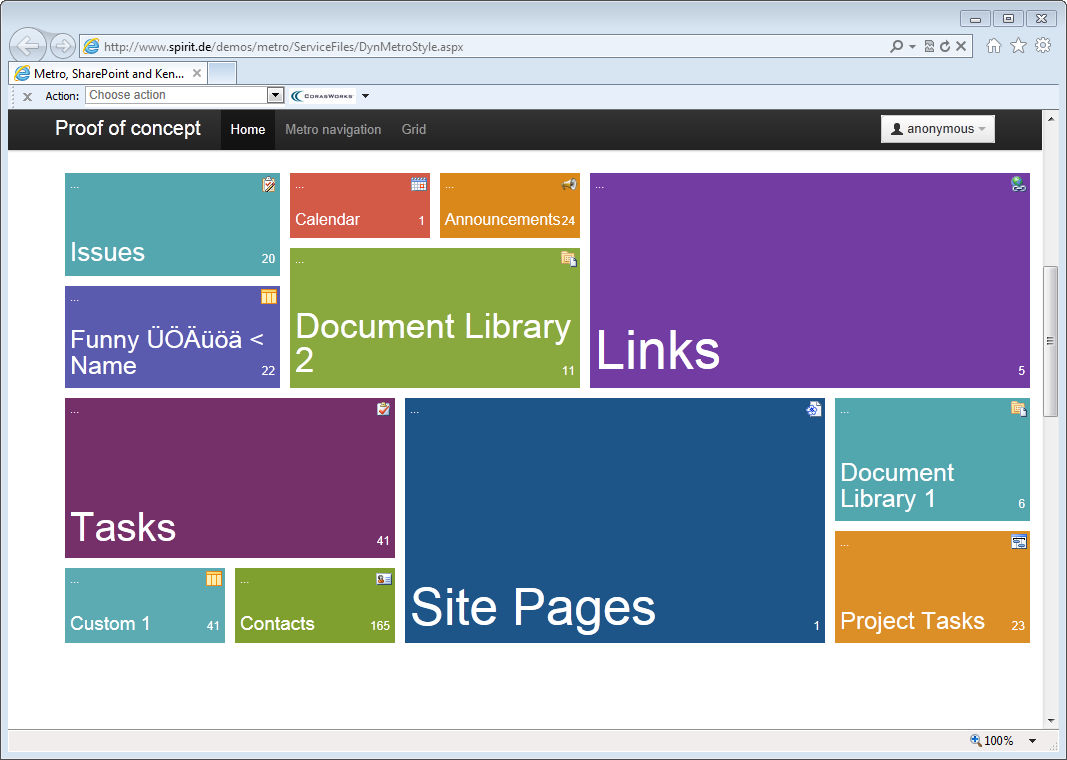 http://www.spirit.de/demos/metro/ServiceFiles/DynMetroStyle.aspx
Metro, SharePoint and Ken...
Action: Choose action CorasWorks
Proof of concept Home Metro navigation Grid anonymous
...
Issues
20
...
Calendar
1
...
Announcements 24
...
Links
5
...
Funny ÜÖÄüöä <
Name
22
...
Document Library
2
11
...
Tasks
41
...
Site Pages
1
...
Document
Library 1
6
...
Custom 1
41
...
Contacts
165
...
Project Tasks
23
100%